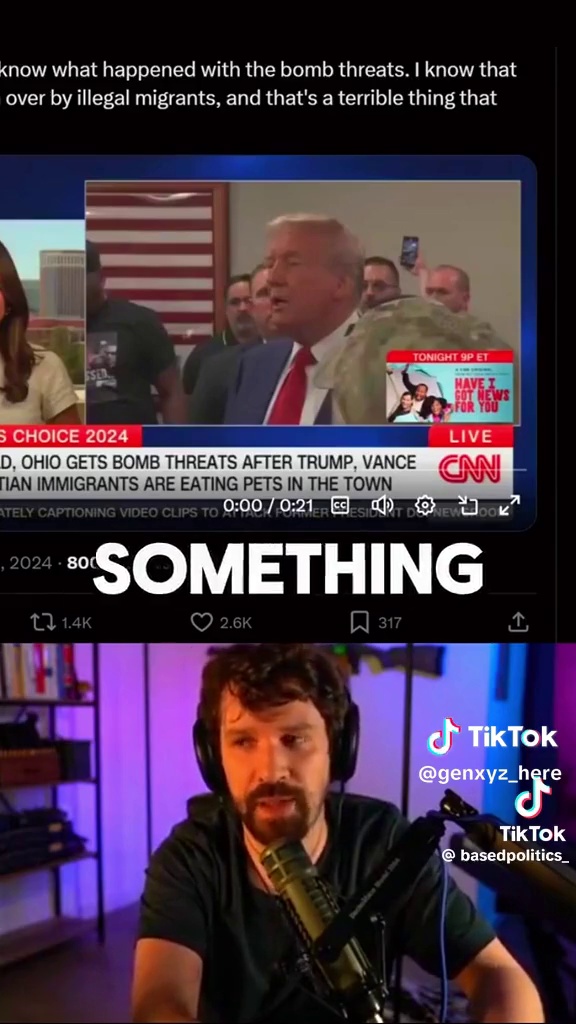 know what happened with the bomb threats. I know that
over by illegal migrants, and that's a terrible thing that
TONIGHT 9P ET
HAVE I
GOT NEWS
FOR YOU
S CHOICE 2024
LIVE
D, OHIO GETS BOMB THREATS AFTER TRUMP, VANCE
TIAN IMMIGRANTS ARE EATING PETS IN THE TOWN
CNN
0:00 / 0:21
CC
ATELY CAPTIONING VIDEO CLIPS TO ATTACK FORMER PRESIDENT
, 2024 · 80
SOMETHING
1.4K
2.6K
317
TikTok
@genxyz_here
TikTok
@ basedpolitics_